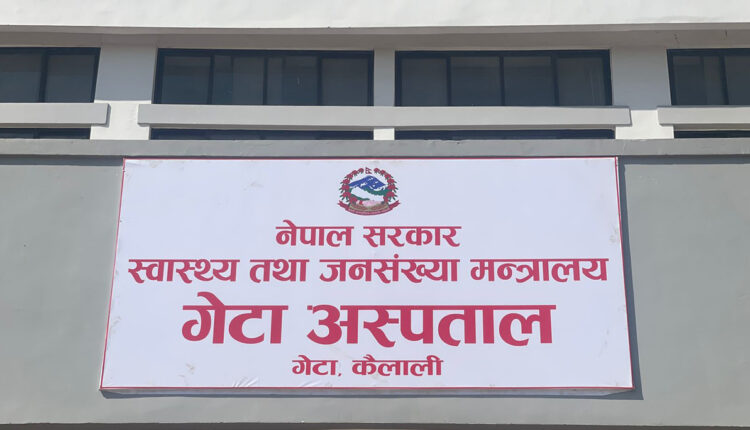 नेपाल सरकार
स्वास्थ्य तथा जनसंख्या मन्त्रालय
गेटा अस्पताल
गेटा, कैलाली